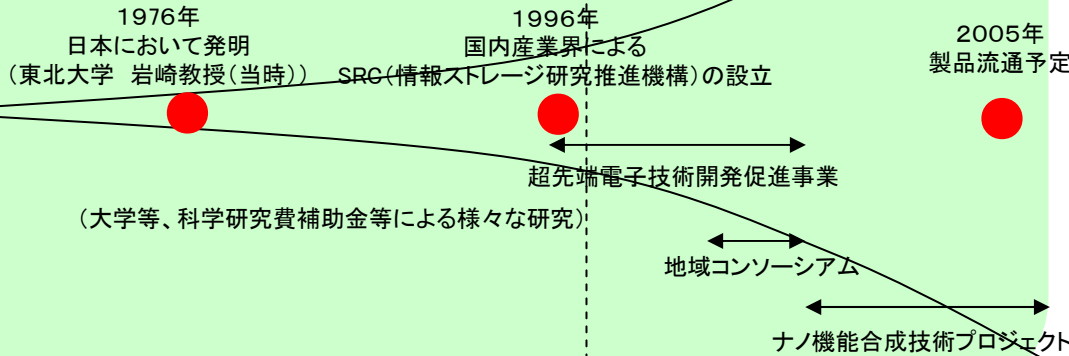 1976年
日本において発明
(東北大学　岩崎教授(当時))
1996年
国内産業界による
SRC(情報ストレージ研究推進機構)の設立
2005年
製品流通予定
超先端電子技術開発促進事業
(大学等、科学研究費補助金等による様々な研究)
地域コンソーシアム
ナノ機能合成技術プロジェクト